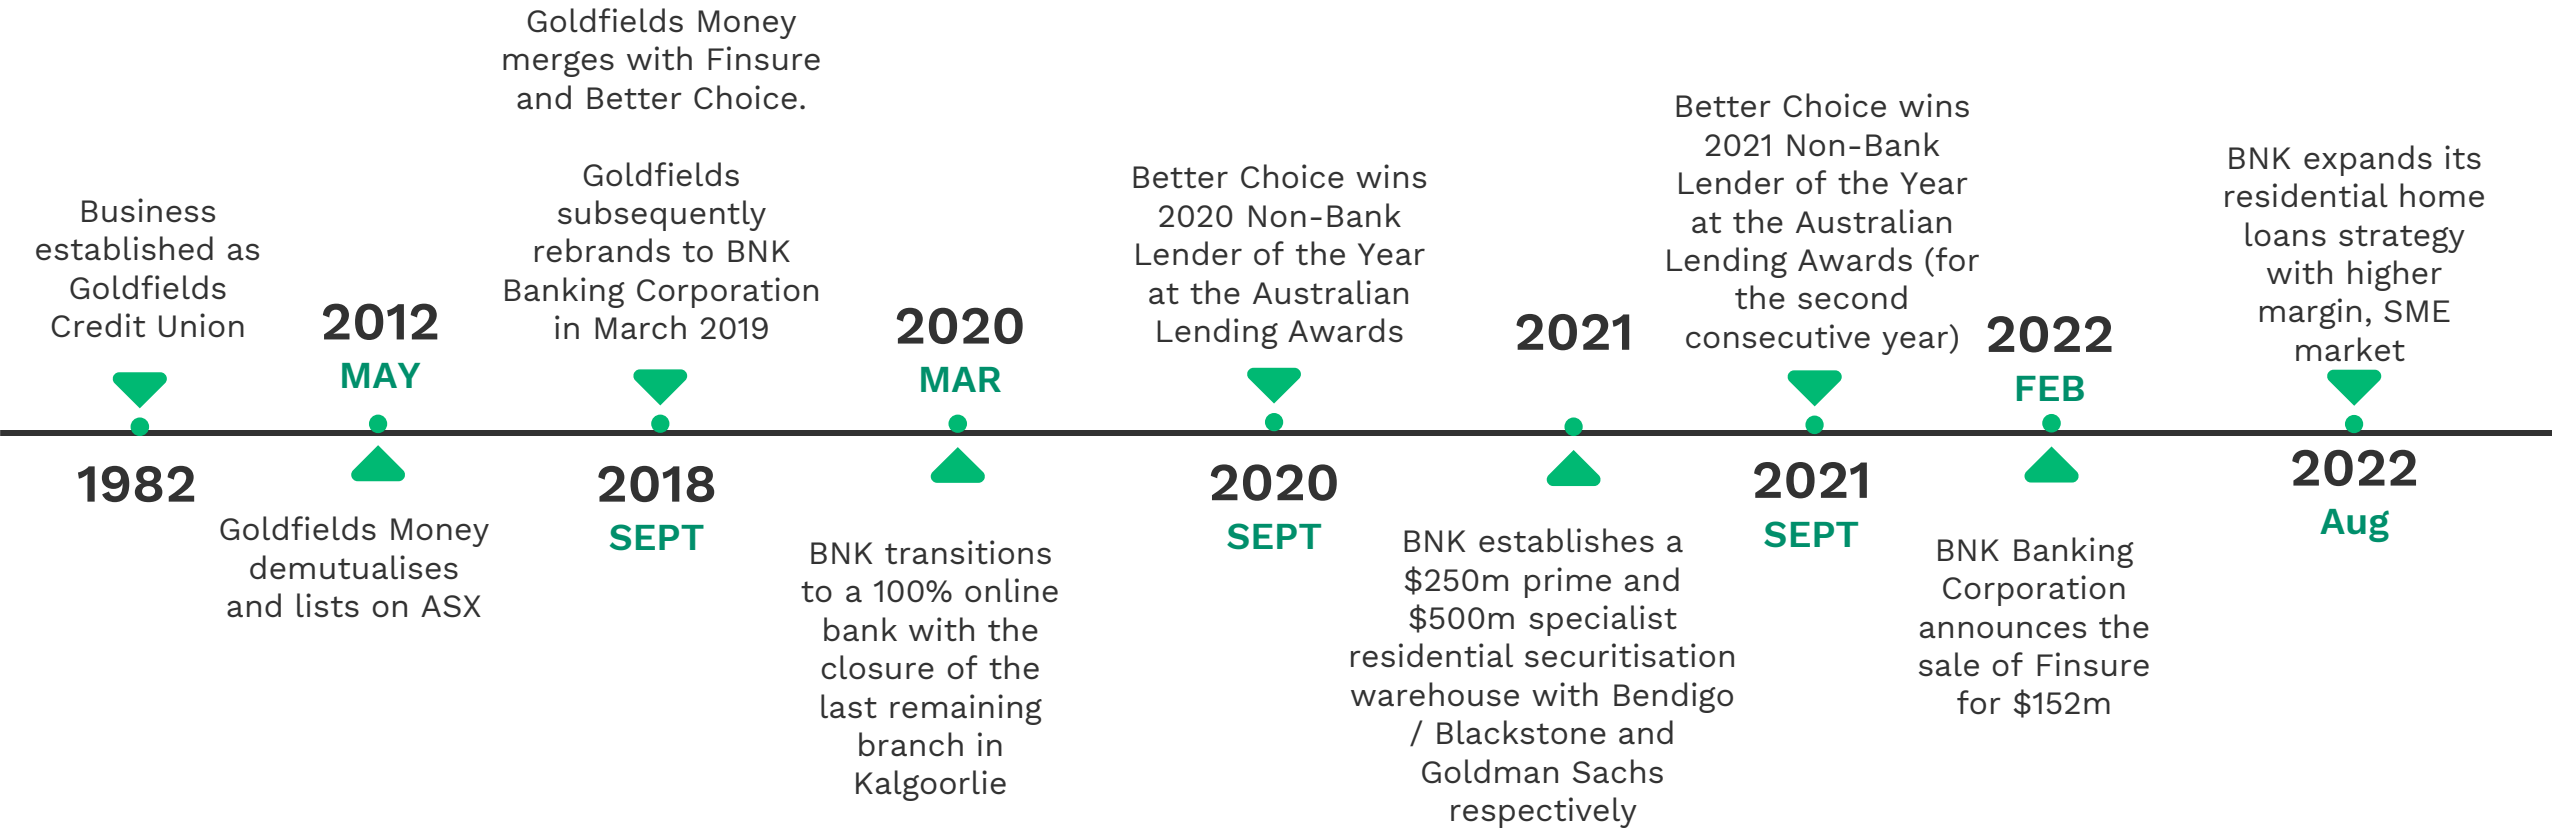 Business
established as
Goldfields
Credit Union
1982
2012
MAY
Goldfields Money
demutualises
and lists on ASX
Goldfields Money
merges with Finsure
and Better Choice.
Goldfields
subsequently
rebrands to BNK
Banking Corporation
in March 2019
2018
SEPT
2020
MAR
BNK transitions
to a 100% online
bank with the
closure of the
last remaining
branch in
Kalgoorlie
Better Choice wins
2020 Non-Bank
Lender of the Year
at the Australian
Lending Awards
2020
SEPT
2021
BNK establishes a
$250m prime and
$500m specialist
residential securitisation
warehouse with Bendigo
/ Blackstone and
Goldman Sachs
respectively
Better Choice wins
2021 Non-Bank
Lender of the Year
at the Australian
Lending Awards (for
the second
consecutive year)
2021
SEPT
2022
FEB
BNK Banking
Corporation
announces the
sale of Finsure
for $152m
BNK expands its
residential home
loans strategy
with higher
margin, SME
market
2022
Aug